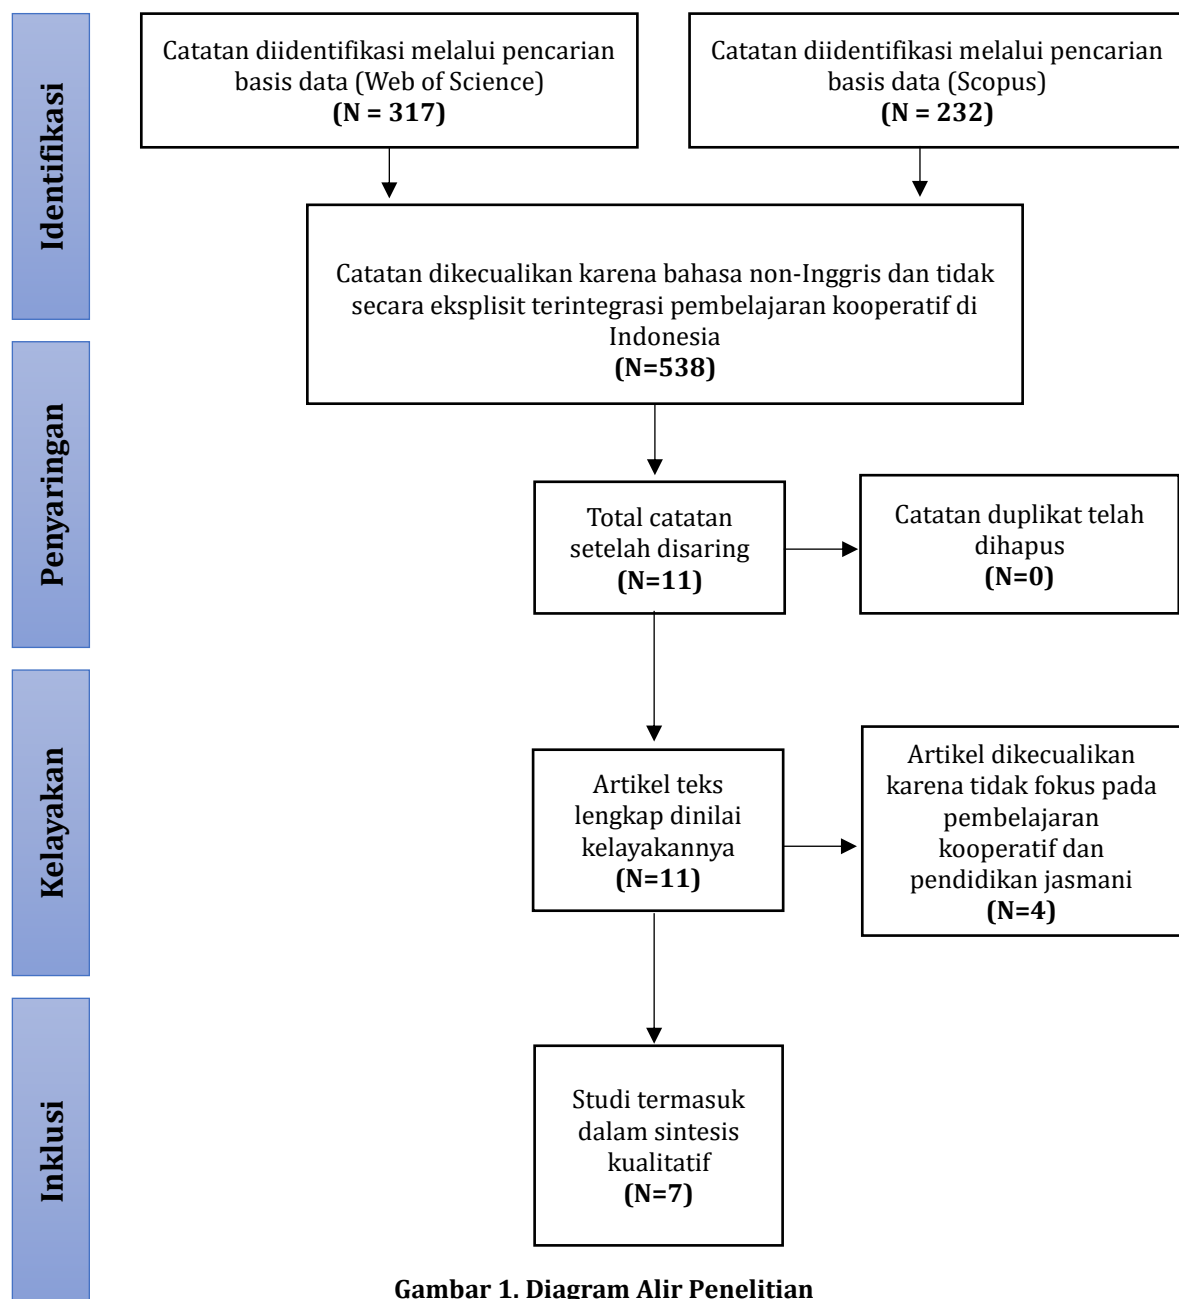 Identifikasi
Catatan diidentifikasi melalui pencarian
basis data (Web of Science)
(N = 317)
Catatan diidentifikasi melalui pencarian
basis data (Scopus)
(N = 232)
Catatan dikecualikan karena bahasa non-Inggris dan tidak
secara eksplisit terintegrasi pembelajaran kooperatif di
Indonesia
(N=538)
Penyaringan
Total catatan
setelah disaring
(N=11)
Catatan duplikat telah
dihapus
(N=0)
Kelayakan
Artikel teks
lengkap dinilai
kelayakannya
(N=11)
Artikel dikecualikan
karena tidak fokus pada
pembelajaran
kooperatif dan
pendidikan jasmani
(N=4)
Inklusi
Studi termasuk
dalam sintesis
kualitatif
(N=7)
Gambar 1. Diagram Alir Penelitian